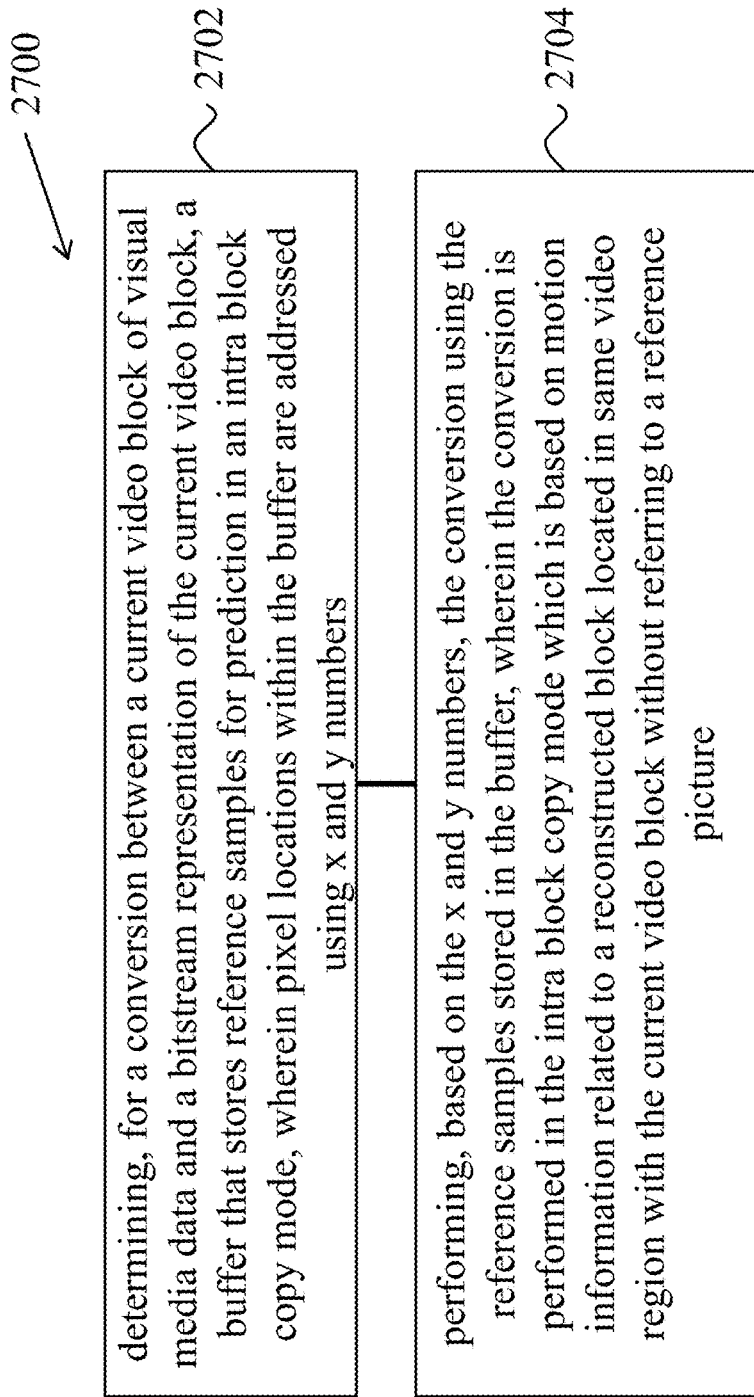 2700
determining, for a conversion between a current video block of visual
media data and a bitstream representation of the current video block, a
buffer that stores reference samples for prediction in an intra block
copy mode, wherein pixel locations within the buffer are addressed
using x and y numbers
2702
performing, based on the x and y numbers, the conversion using the
reference samples stored in the buffer, wherein the conversion is
performed in the intra block copy mode which is based on motion
information related to a reconstructed block located in same video
region with the current video block without referring to a reference
picture
2704